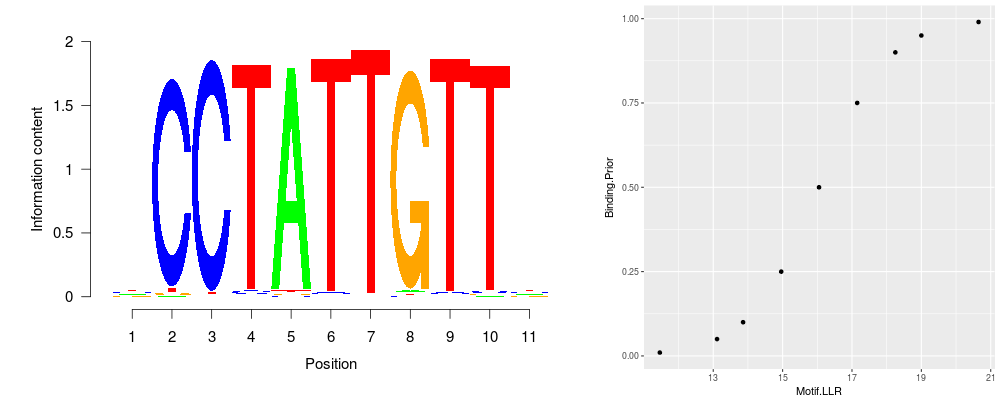 2
1.5
1
0.5
0
Information content
CCTATTGTT
1 2 3 4 5 6 7 8 9 10 11
Position
1.00
0.75
0.50
0.25
0.00
Binding.Prior
13 15 17 19 21
Motif.LLR